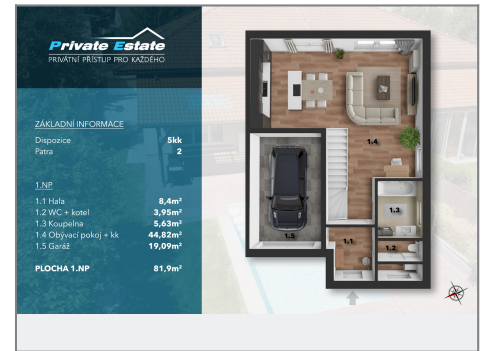 Private Estate
PRIVÁTNÍ PŘÍSTUP PRO KAŽDÉHO
ZÁKLADNÍ INFORMACE
Dispozice 5kk
Patra 2
1.NP
1.1 Hala 8,4m²
1.2 WC + kotel 3,95m²
1.3 Koupelna 5,63m²
1.4 Obývací pokoj + kk 44,82m²
1.5 Garáž 19,09m²
PLOCHA 1.NP 81,9m²
1.4
1.3
1.5
1.1
1.2